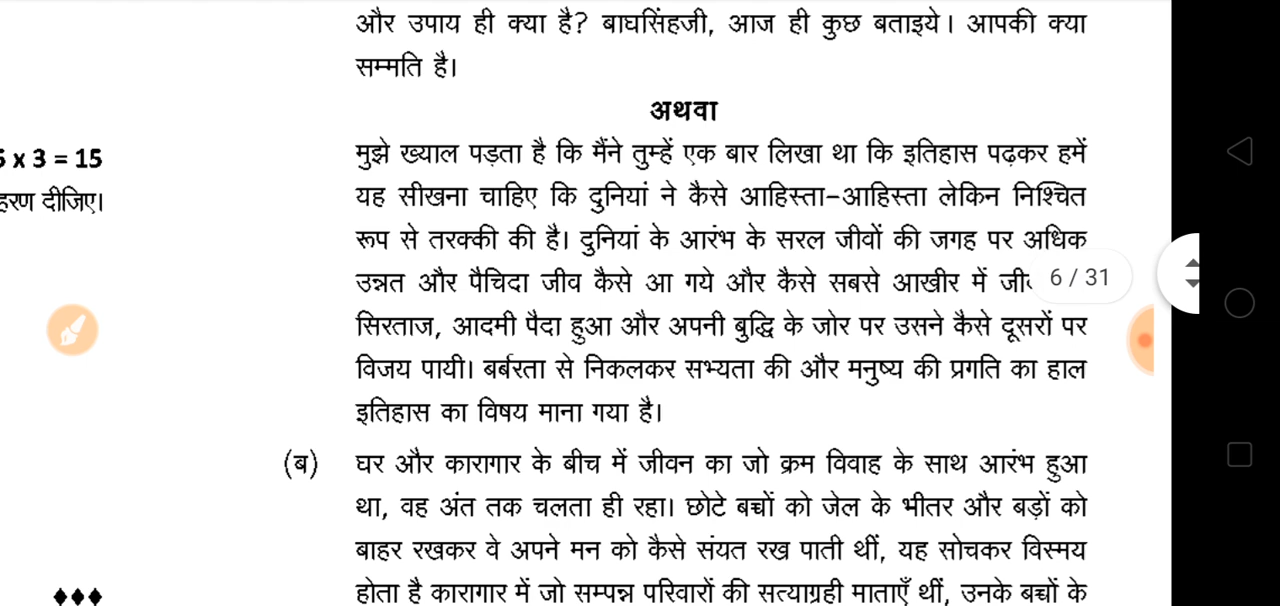 और उपाय ही क्या है? बाघसिंहजी, आज ही कुछ बताइये। आपकी क्या
सम्मति है।
अथवा
x 3 = 15
मुझे ख्याल पड़ता है कि मैंने तुम्हें एक बार लिखा था कि इतिहास पढ़कर हमें
यह सीखना चाहिए कि दुनियां ने कैसे आहिस्ता-आहिस्ता लेकिन निश्चित
हरण दीजिए।
रूप से तरक्की की है। दुनियां के आरंभ के सरल जीवों की जगह पर अधिक
उन्नत और पैचिदा जीव कैसे आ गये और कैसे सबसे आखीर में
6 / 31
सिरताज, आदमी पैदा हुआ और अपनी बुद्धि के जोर पर उसने कैसे दूसरों पर
विजय पायी। बर्बरता से निकलकर सभ्यता की और मनुष्य की प्रगति का हाल
इतिहास का विषय माना गया है।
(ब) घर और कारागार के बीच में जीवन का जो क्रम विवाह के साथ आरंभ हुआ
था, वह अंत तक चलता ही रहा। छोटे बच्चों को जेल के भीतर और बड़ों को
बाहर रखकर वे अपने मन को कैसे संयत रख पाती थीं, यह सोचकर विस्मय
होता है कारागार में जो सम्पन्न परिवारों की सत्याग्रही माताएँ थीं, उनके बच्चों के